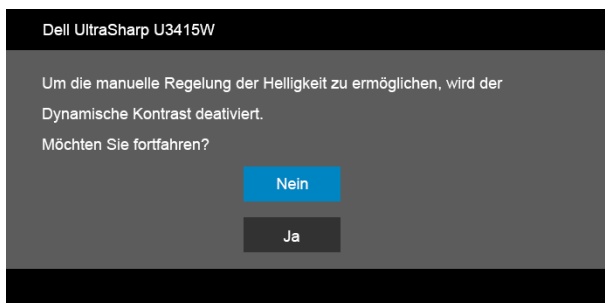 Dell UltraSharp U3415W
Um die manuelle Regelung der Helligkeit zu ermöglichen, wird der
Dynamische Kontrast deativiert.
Möchten Sie fortfahren?
Nein
Ja